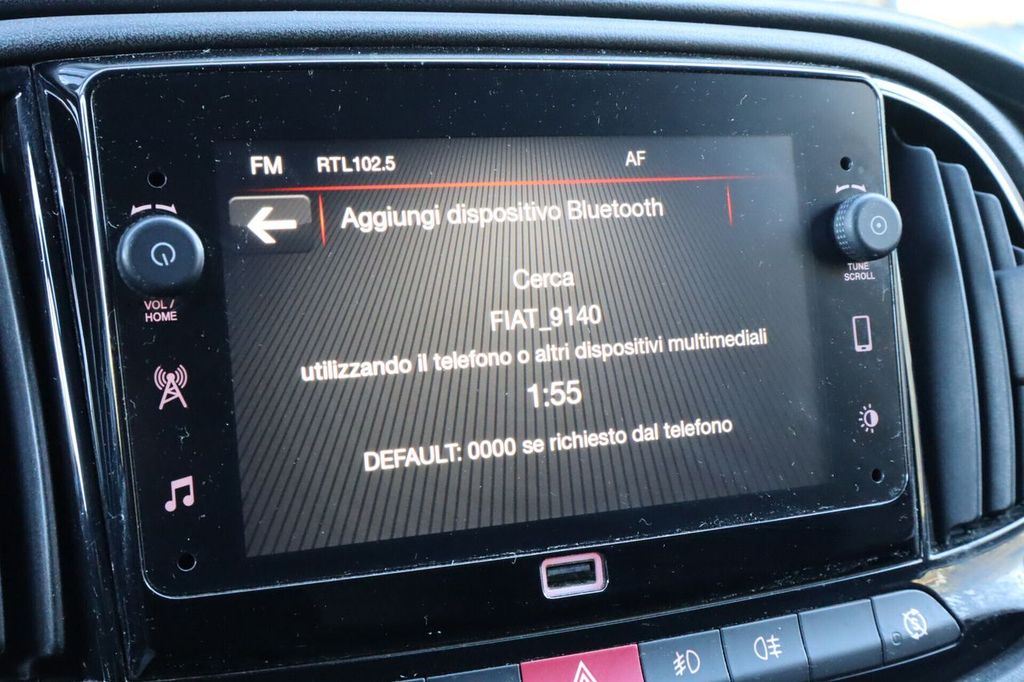 FM RTL102.5 AF
Aggiungi dispositivo Bluetooth
Cerca
FIAT_9140
utilizzando il telefono o altri dispositivi multimediali
1:55
DEFAULT: 0000 se richiesto dal telefono
VOL /
HOME
TUNE
SCROLL